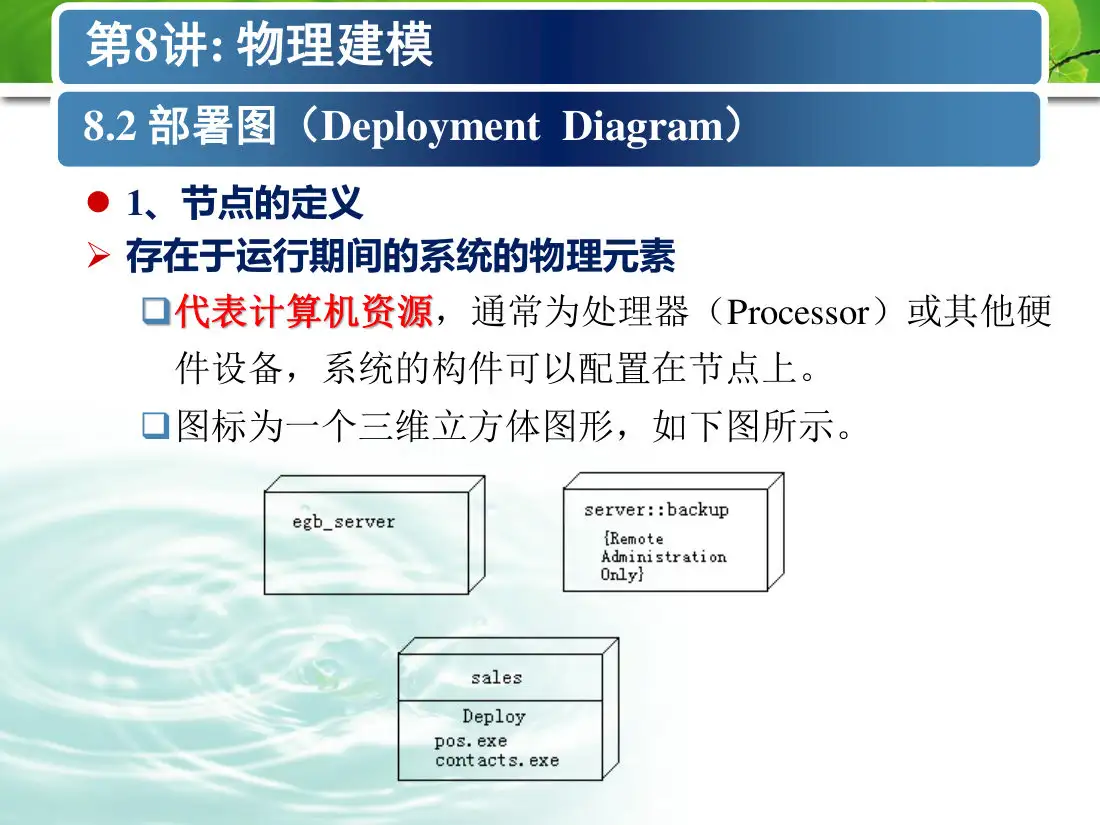 第8讲: 物理建模
8.2 部署图（Deployment Diagram）
1、节点的定义
存在于运行期间的系统的物理元素
代表计算机资源，通常为处理器（Processor）或其他硬
件设备，系统的构件可以配置在节点上。
图标为一个三维立方体图形，如下图所示。
egb_server
server::backup
{Remote
Administration
Only}
sales
Deploy
pos.exe
contacts.exe